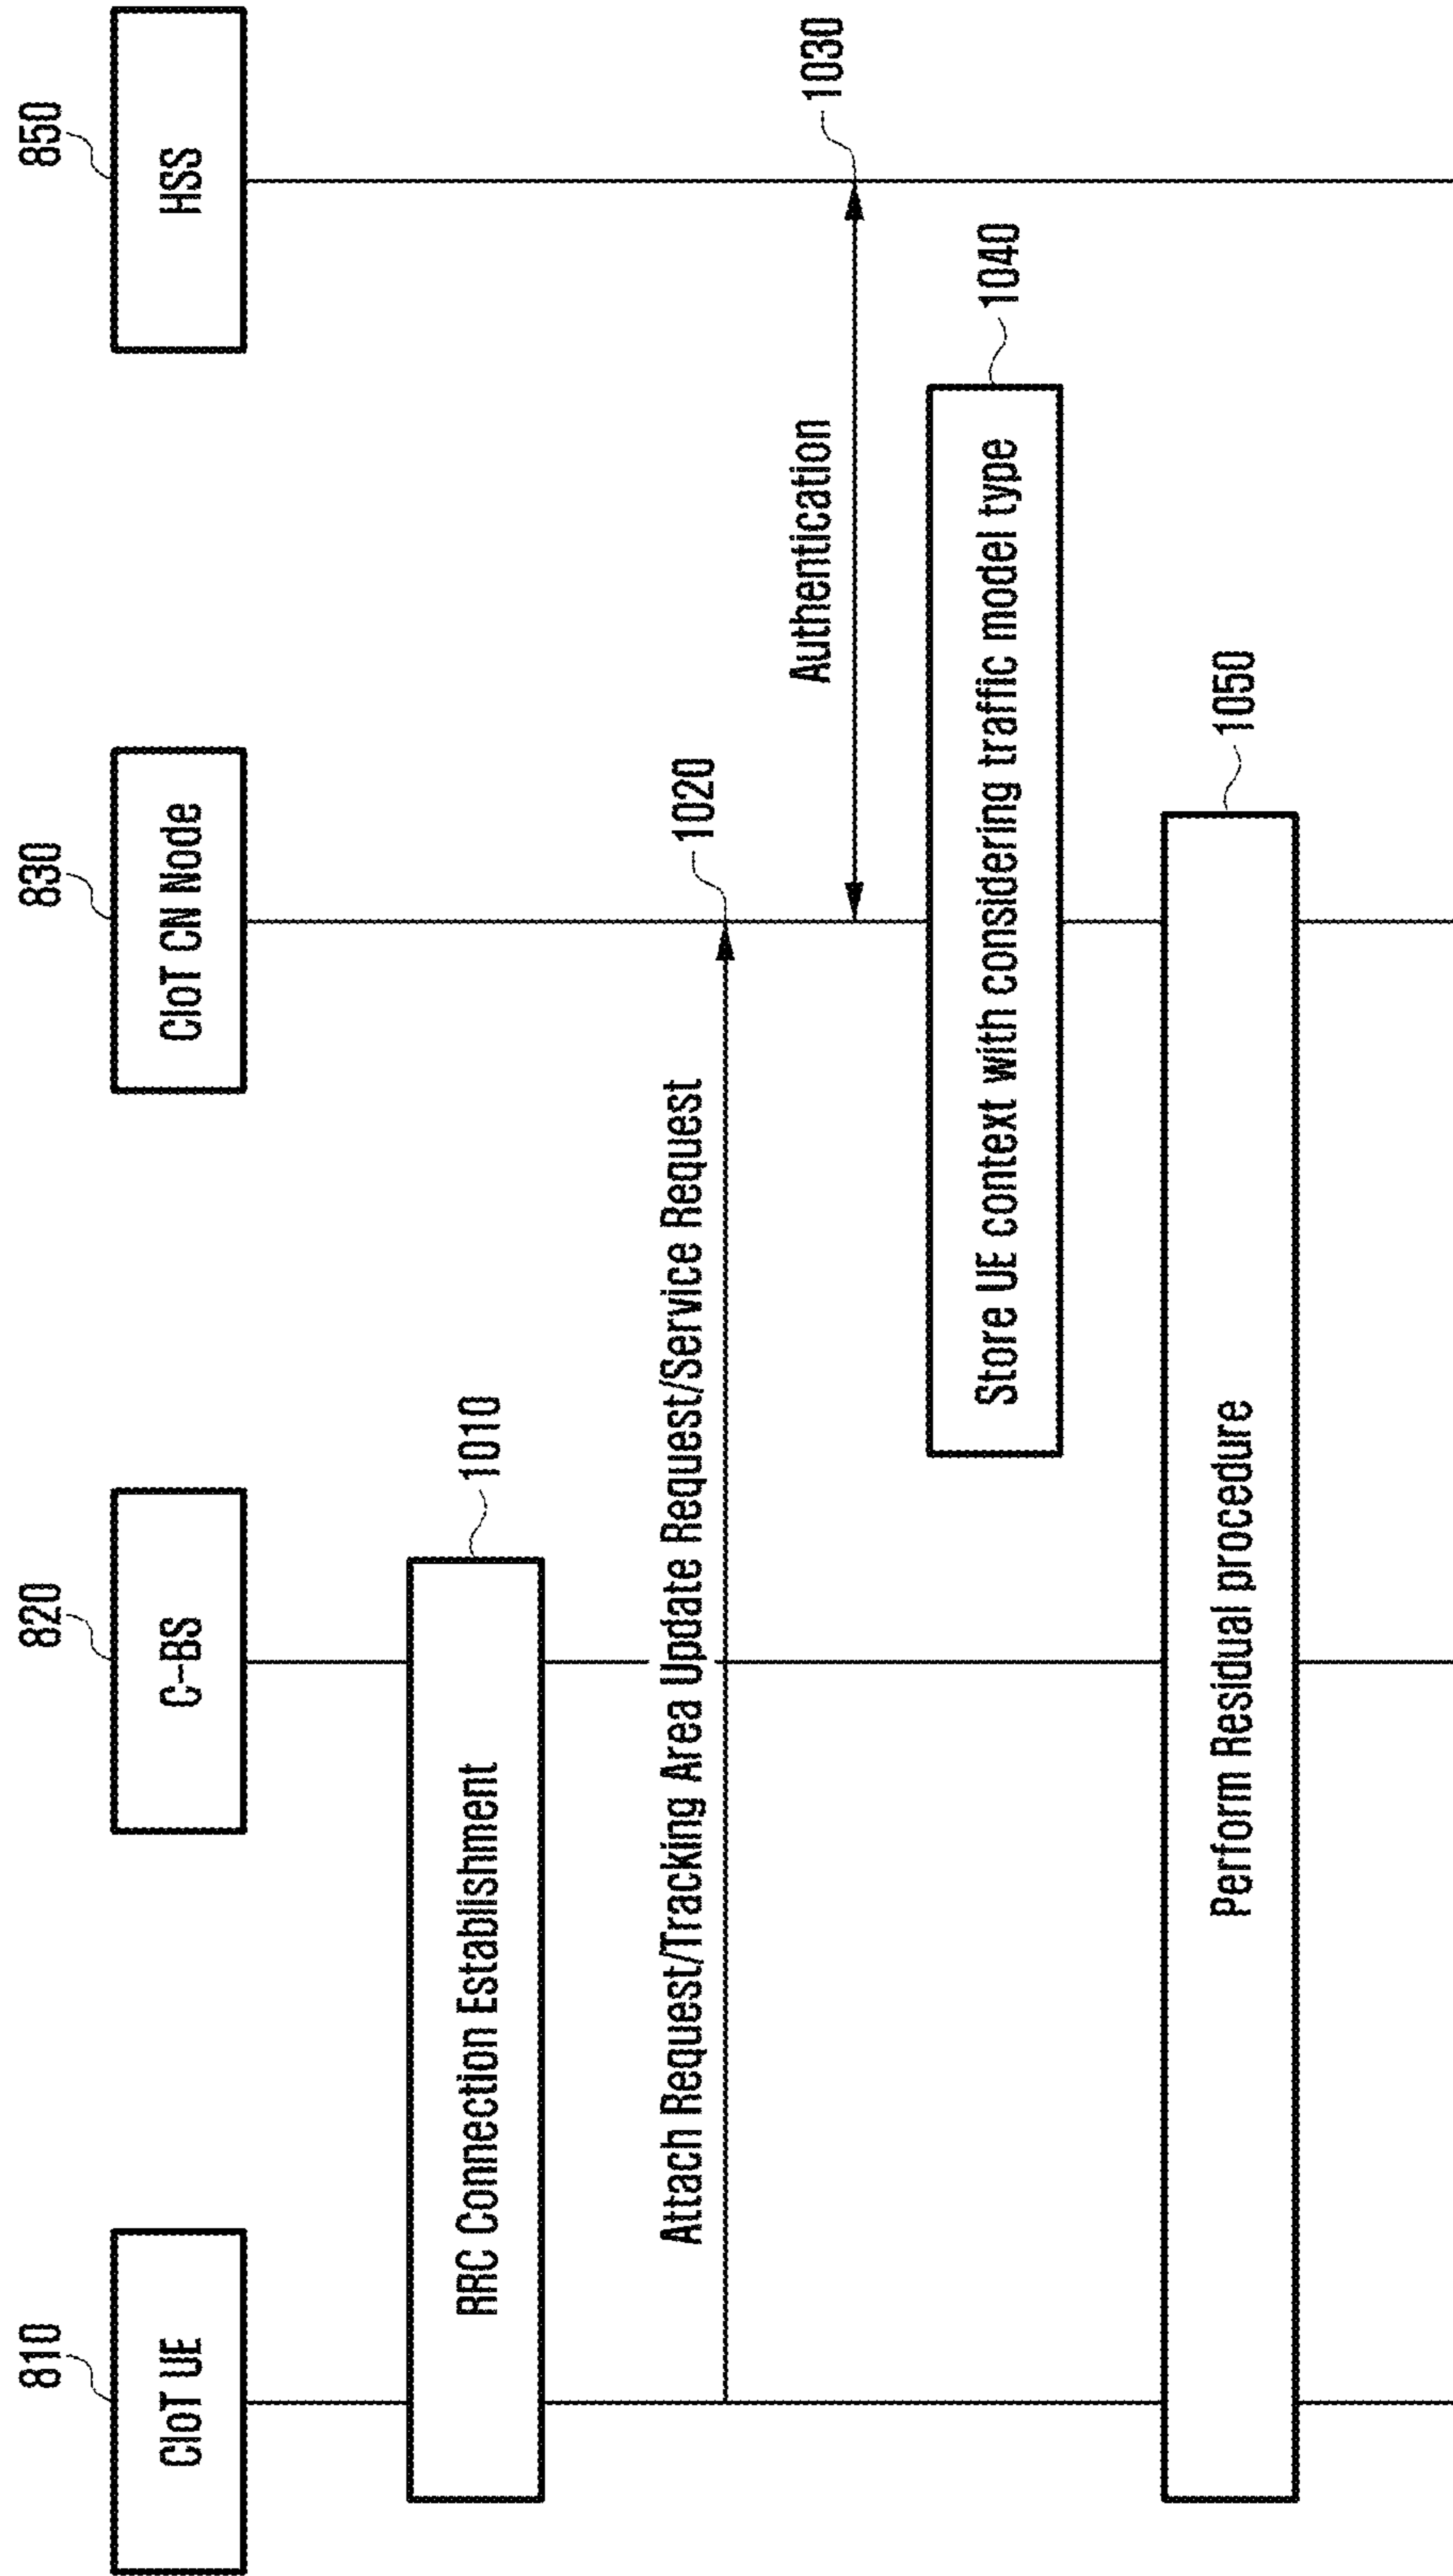 810
820
830
850
CIoT UE
C-BS
CIoT CN Node
HSS
RRC Connection Establishment
1010
Attach Request/Tracking Area Update Request/Service Request
1020
Authentication
1030
Store UE context with considering traffic model type
1040
Perform Residual procedure
1050